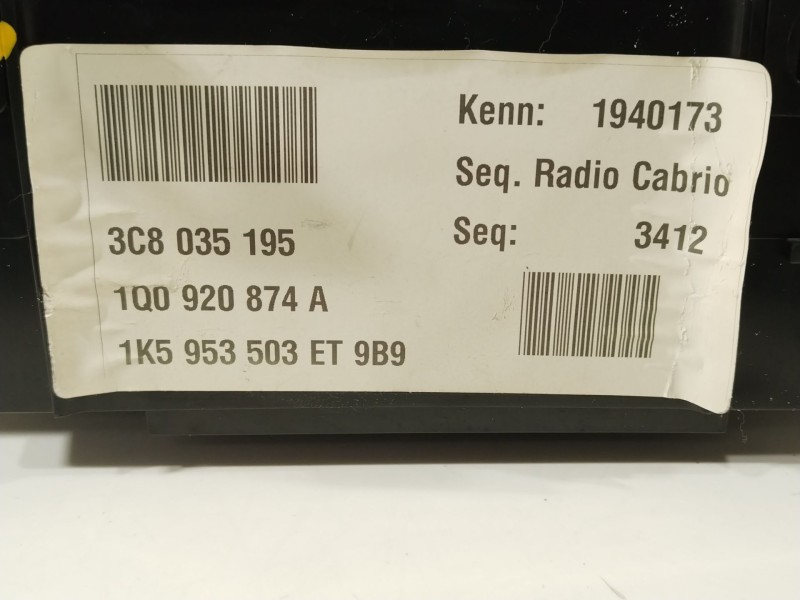 Kenn: 1940173
Seq. Radio Cabrio
Seq: 3412
3C8 035 195
1Q0 920 874 A
1K5 953 503 ET 9B9